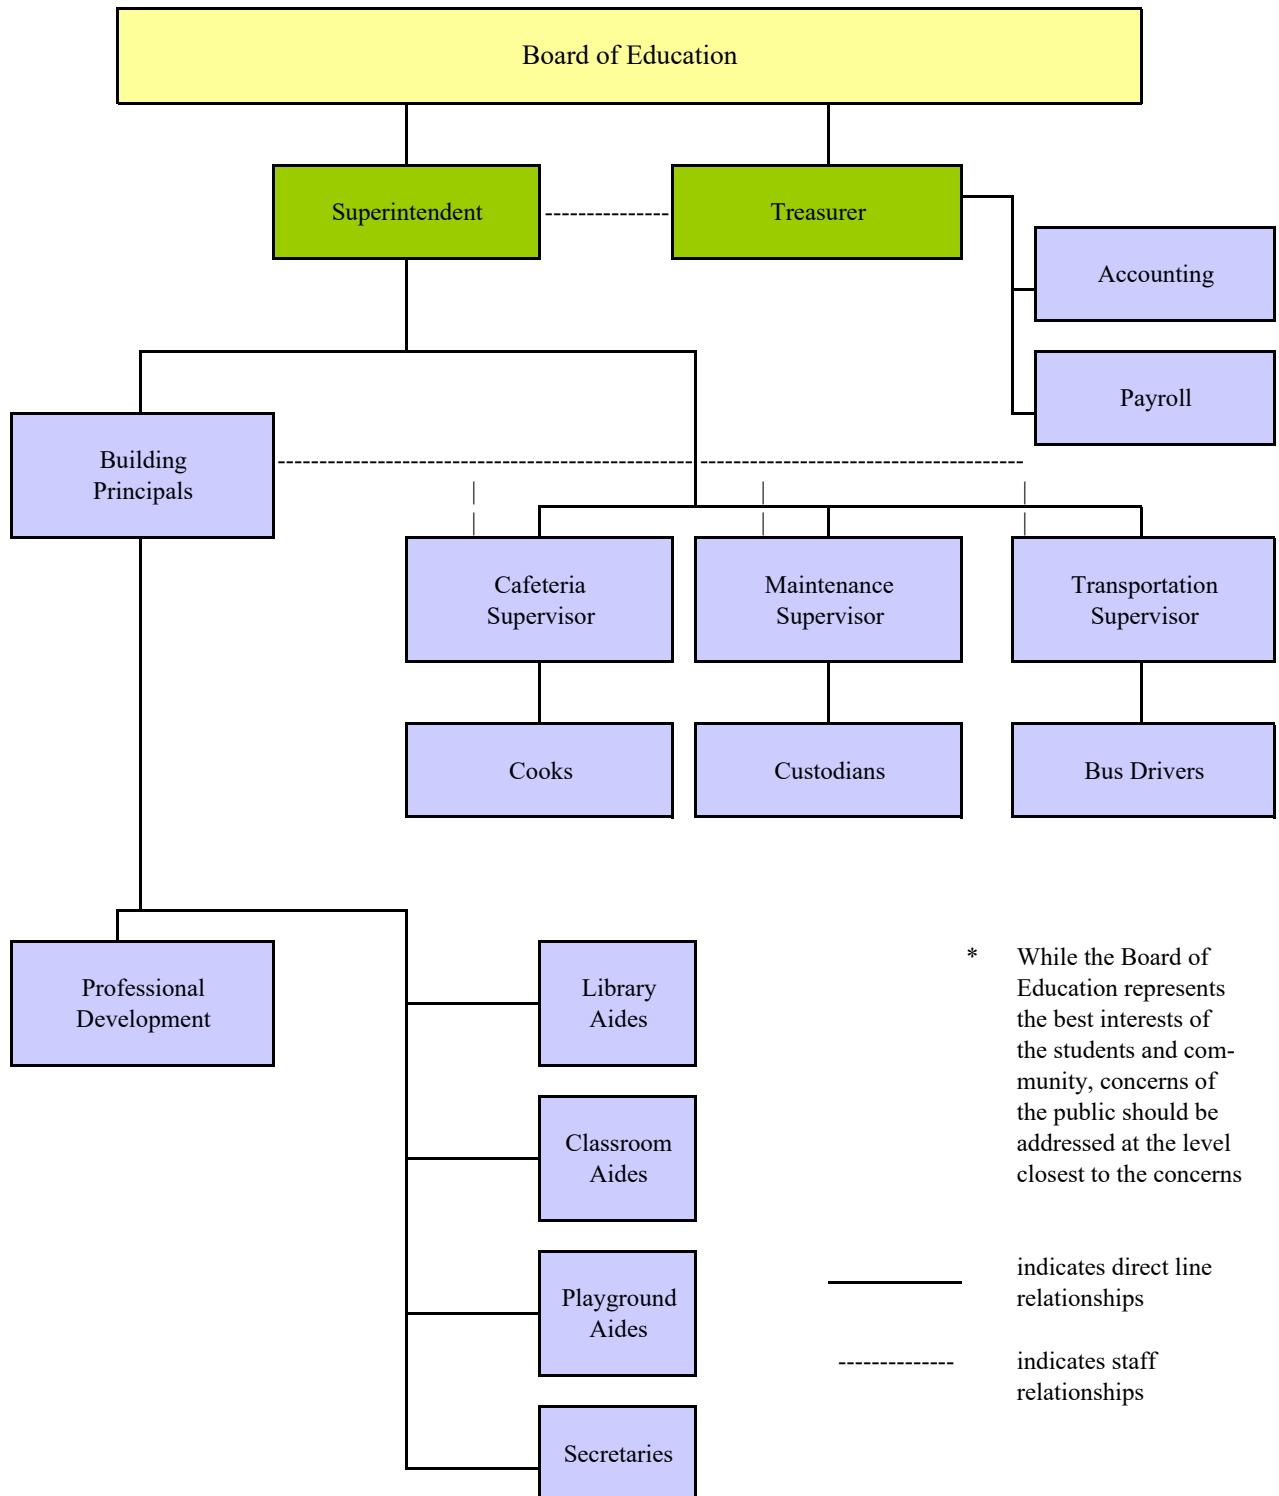 Board of Education
Superintendent
Treasurer
Accounting
Payroll
Building
Principals
Cafeteria
Supervisor
Maintenance
Supervisor
Transportation
Supervisor
Cooks
Custodians
Bus Drivers
Professional
Development
Library
Aides
Classroom
Aides
Playground
Aides
Secretaries
* While the Board of
Education represents
the best interests of
the students and com-
munity, concerns of
the public should be
addressed at the level
closest to the concerns
indicates direct line
relationships
indicates staff
relationships